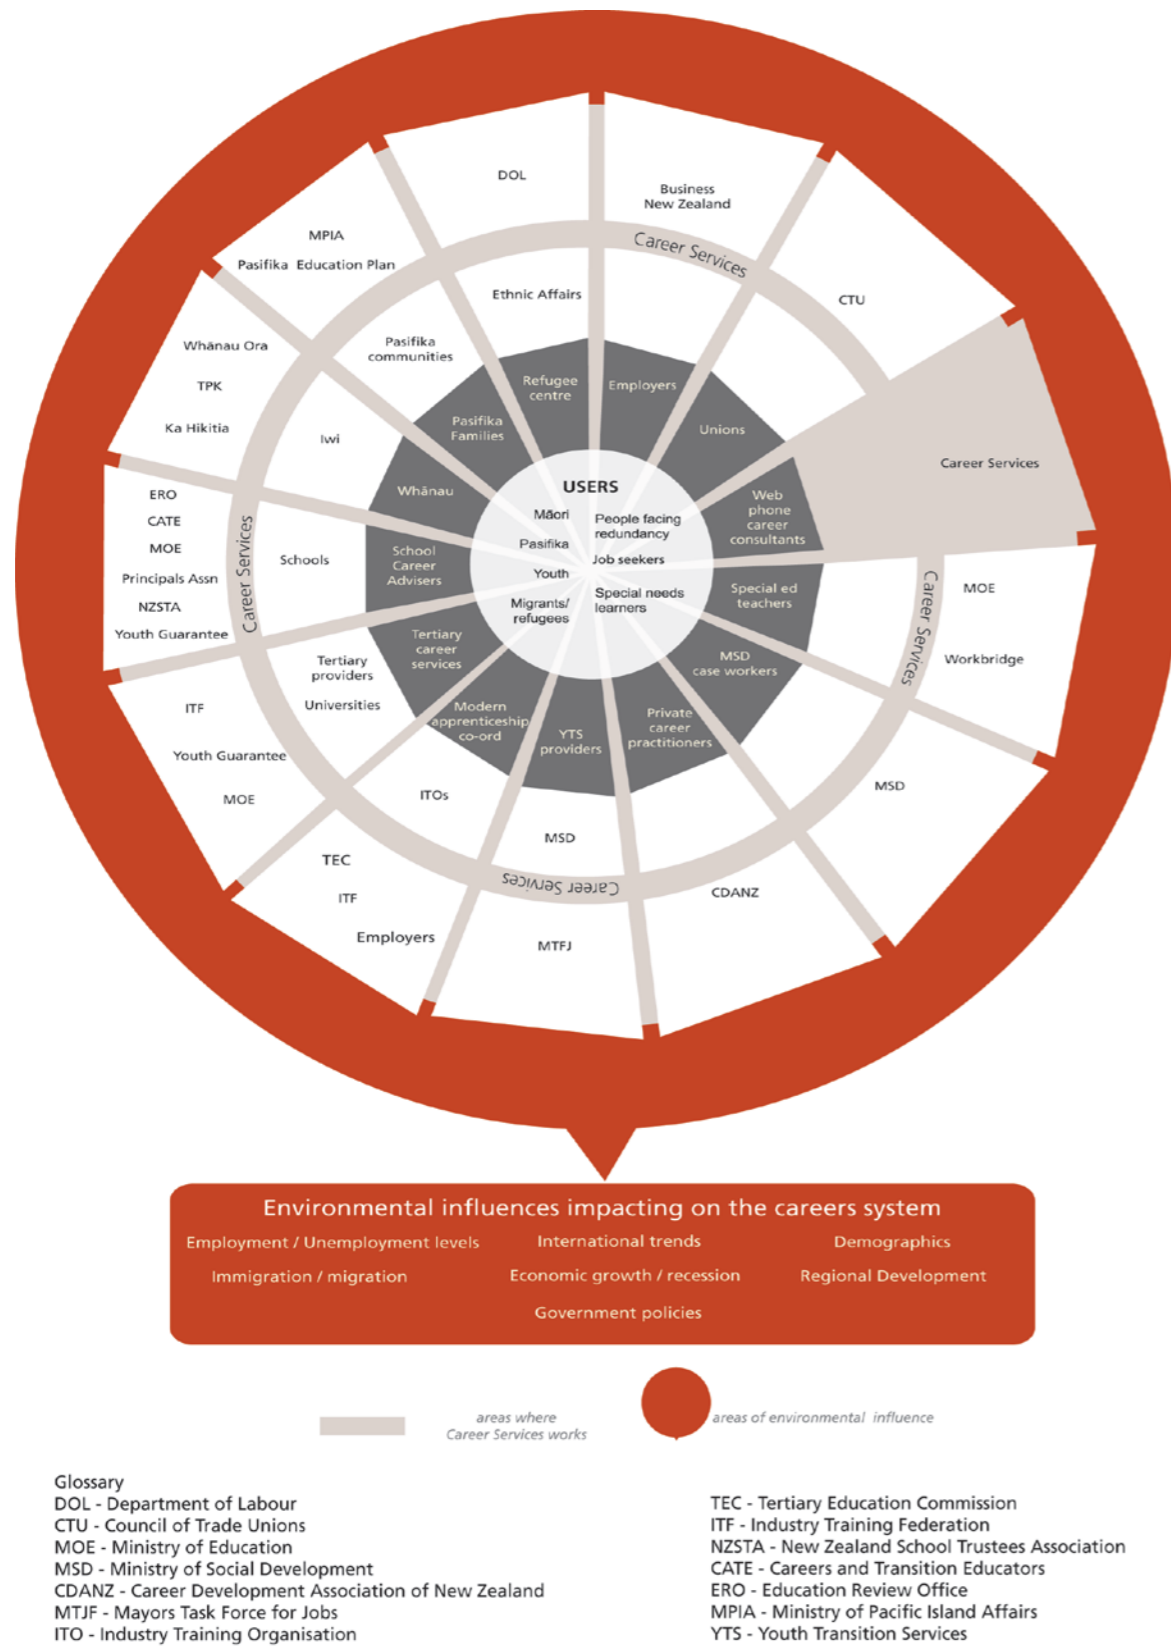 DOL
Business
New Zealand
MPIA
Pasifika Education Plan
Career Services
CTU
Ethnic Affairs
Whānau Ora
Pasifika
communities
TPK
Ka Hikitia
Iwi
Refugee
centre
Employers
Pasifika
Families
Unions
Career Services
Whānau
USERS
Māori
Pasifika
Youth
Migrants/
refugees
People facing
redundancy
Job seekers
Special needs
learners
Web
phone
career
consultants
ERO
CATE
MOE
Principals Assn
NZSTA
Youth Guarantee
Career Services
Schools
School
Career
Advisers
Special ed
teachers
Career Services
MOE
Workbridge
Tertiary
career
services
MSD
case workers
Tertiary
providers
Universities
ITF
Youth Guarantee
MOE
Modern
apprenticeship
co-ord
YTS
providers
Private
career
practitioners
MSD
ITOs
MSD
TEC
ITF
Employers
Career Services
CDANZ
MTFJ
Environmental influences impacting on the careers system
Employment / Unemployment levels
International trends
Demographics
Immigration / migration
Economic growth / recession
Regional Development
Government policies
areas where
Career Services works
areas of environmental influence
Glossary
DOL - Department of Labour
CTU - Council of Trade Unions
MOE - Ministry of Education
MSD - Ministry of Social Development
CDANZ - Career Development Association of New Zealand
MTJF - Mayors Task Force for Jobs
ITO - Industry Training Organisation
TEC - Tertiary Education Commission
ITF - Industry Training Federation
NZSTA - New Zealand School Trustees Association
CATE - Careers and Transition Educators
ERO - Education Review Office
MPIA - Ministry of Pacific Island Affairs
YTS - Youth Transition Services